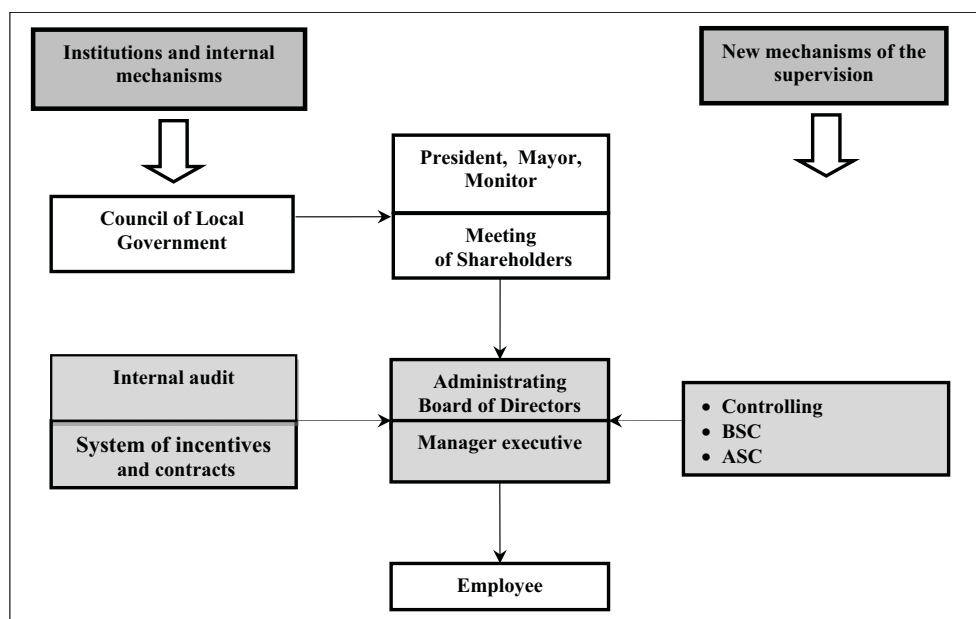 Institutions and internal
mechanisms
New mechanisms of the
supervision
President, Mayor,
Monitor
Council of Local
Government
Meeting
of Shareholders
Internal audit
System of incentives
and contracts
Administrating
Board of Directors
Manager executive
• Controlling
• BSC
• ASC
Employee